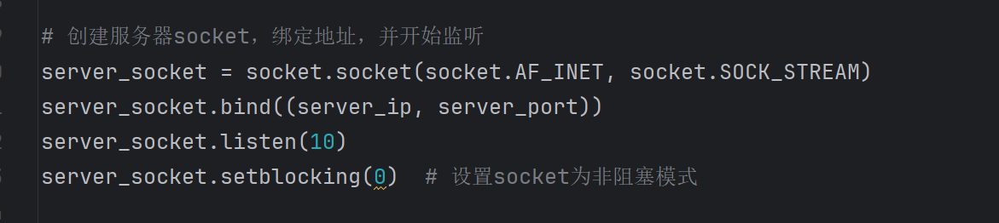 # 创建服务器socket，绑定地址，并开始监听
server_socket = socket.socket(socket.AF_INET, socket.SOCK_STREAM)
server_socket.bind((server_ip, server_port))
server_socket.listen(10)
server_socket.setblocking(0)  # 设置socket为非阻塞模式